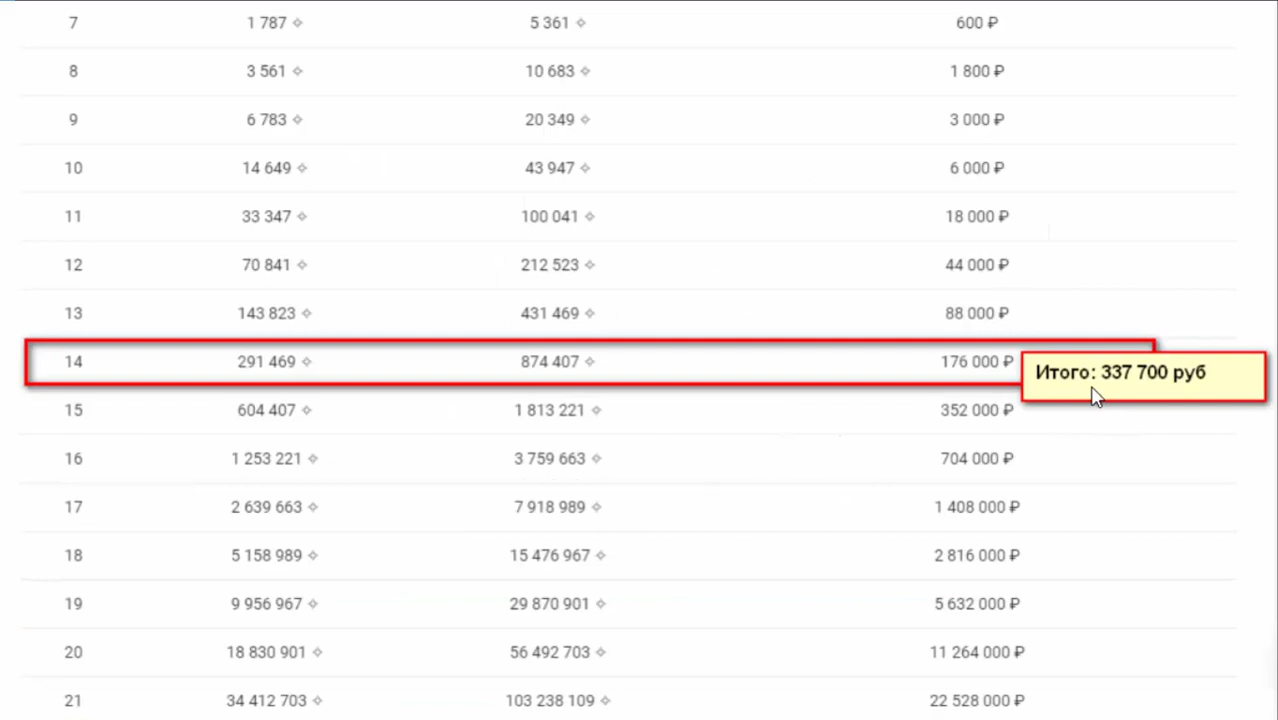 7 1 787 ✧ 5 361 ✧ 600 ₽
8 3 561 ✧ 10 683 ✧ 1 800 ₽
9 6 783 ✧ 20 349 ✧ 3 000 ₽
10 14 649 ✧ 43 947 ✧ 6 000 ₽
11 33 347 ✧ 100 041 ✧ 18 000 ₽
12 70 841 ✧ 212 523 ✧ 44 000 ₽
13 143 823 ✧ 431 469 ✧ 88 000 ₽
14 291 469 ✧ 874 407 ✧ 176 000 ₽
Итого: 337 700 руб
15 604 407 ✧ 1 813 221 ✧ 352 000 ₽
16 1 253 221 ✧ 3 759 663 ✧ 704 000 ₽
17 2 639 663 ✧ 7 918 989 ✧ 1 408 000 ₽
18 5 158 989 ✧ 15 476 967 ✧ 2 816 000 ₽
19 9 956 967 ✧ 29 870 901 ✧ 5 632 000 ₽
20 18 830 901 ✧ 56 492 703 ✧ 11 264 000 ₽
21 34 412 703 ✧ 103 238 109 ✧ 22 528 000 ₽